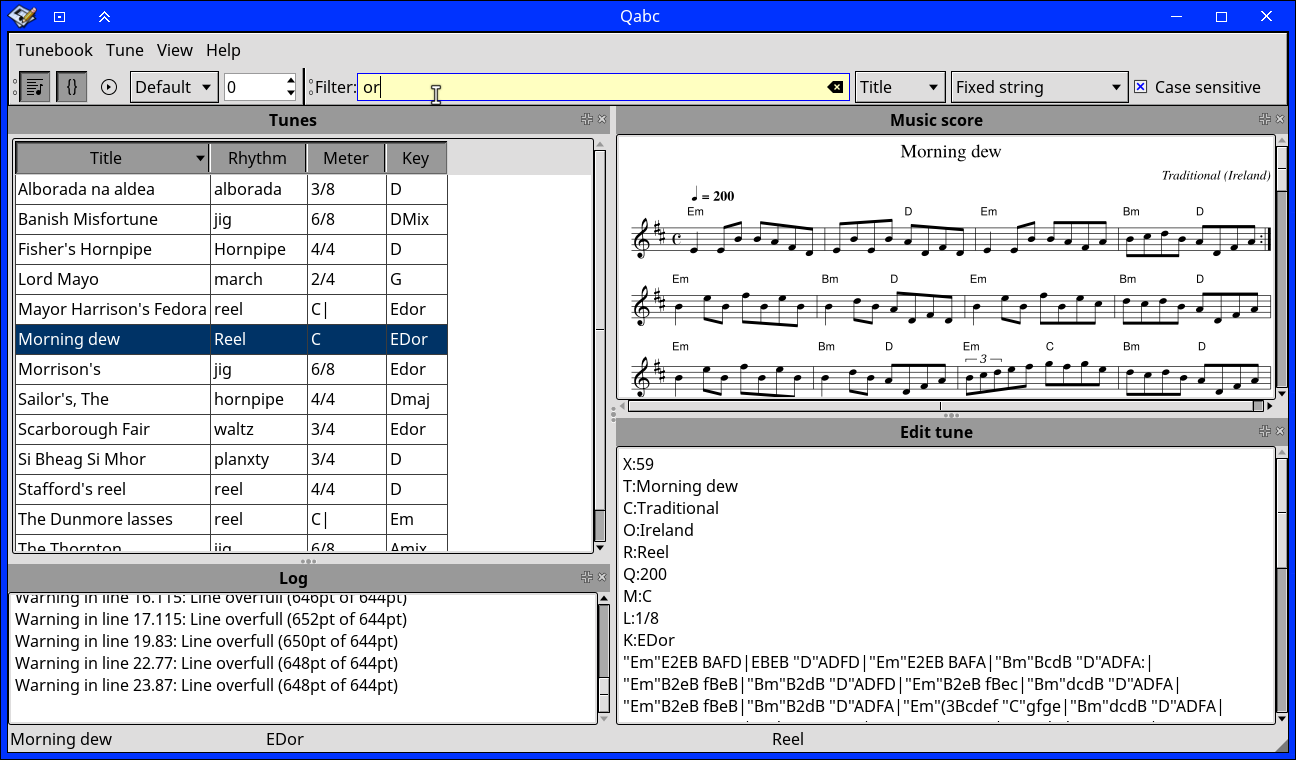 Qabc
Tunebook Tune View Help
{} Default 0 Filter: or Title Fixed string Case sensitive
Tunes
Title Rhythm Meter Key
Alborada na aldea alborada 3/8 D
Banish Misfortune jig 6/8 DMix
Fisher's Hornpipe Hornpipe 4/4 D
Lord Mayo march 2/4 G
Mayor Harrison's Fedora reel C| Edor
Morning dew Reel C EDor
Morrison's jig 6/8 Edor
Sailor's, The hornpipe 4/4 Dmaj
Scarborough Fair waltz 3/4 Edor
Si Bheag Si Mhor planxty 3/4 D
Stafford's reel reel 4/4 D
The Dunmore lasses reel C| Em
The Thornton jig 6/8 Amix
Log
Warning in line 16.115: Line overfull (646pt of 644pt)
Warning in line 17.115: Line overfull (652pt of 644pt)
Warning in line 19.83: Line overfull (650pt of 644pt)
Warning in line 22.77: Line overfull (648pt of 644pt)
Warning in line 23.87: Line overfull (648pt of 644pt)
Music score
Morning dew
Traditional (Ireland)
= 200
Em D Em Bm D
Em Bm D Em Bm D
Em Bm D Em C Bm D
3
Edit tune
X:59
T:Morning dew
C:Traditional
O:Ireland
R:Reel
Q:200
M:C
L:1/8
K:EDor
"Em"E2EB BAFD|EBEB "D"ADFD|"Em"E2EB BAFA|"Bm"BcdB "D"ADFA:|
"Em"B2eB fBeB|"Bm"B2dB "D"ADFD|"Em"B2eB fBec|"Bm"dcdB "D"ADFA|
"Em"B2eB fBeB|"Bm"B2dB "D"ADFA|"Em"(3Bcdef "C"gfge|"Bm"dcdB "D"ADFA|
Morning dew EDor Reel